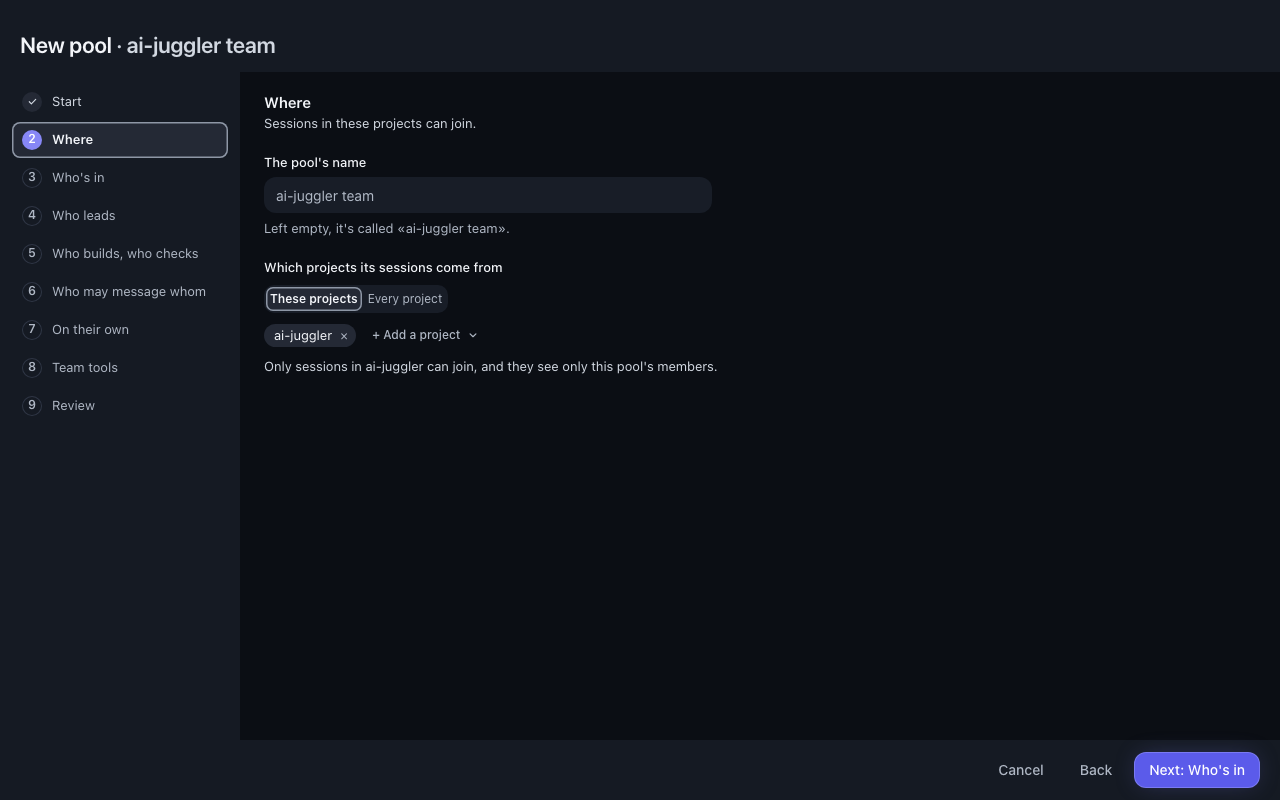 New pool · ai-juggler team
Start
2 Where
3 Who's in
4 Who leads
5 Who builds, who checks
6 Who may message whom
7 On their own
8 Team tools
9 Review
Where
Sessions in these projects can join.
The pool's name
ai-juggler team
Left empty, it's called «ai-juggler team».
Which projects its sessions come from
These projects Every project
ai-juggler × + Add a project
Only sessions in ai-juggler can join, and they see only this pool's members.
Cancel Back Next: Who's in